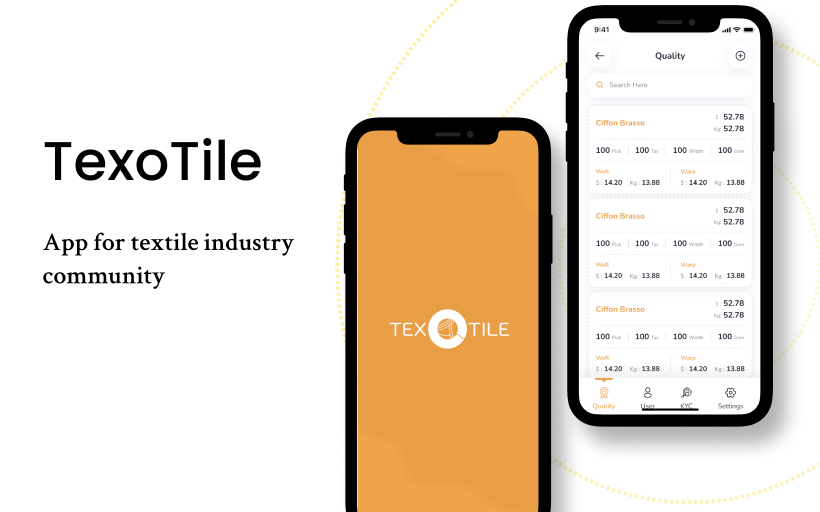 TexoTile
App for textile industry
community
TEXOTILE
9:41
Quality
Search Here
Ciffon Brasso
$ : 52.78
Kg : 52.78
100 Pick
100 Tar
100 Width
100 Gsm
Weft
Warp
$ : 14.20 Kg : 13.88
$ : 14.20 Kg : 13.88
Ciffon Brasso
$ : 52.78
Kg : 52.78
100 Pick
100 Tar
100 Width
100 Gsm
Weft
Warp
$ : 14.20 Kg : 13.88
$ : 14.20 Kg : 13.88
Ciffon Brasso
$ : 52.78
Kg : 52.78
100 Pick
100 Tar
100 Width
100 Gsm
Weft
Warp
$ : 14.20 Kg : 13.88
$ : 14.20 Kg : 13.88
Quality
User
KYC
Settings